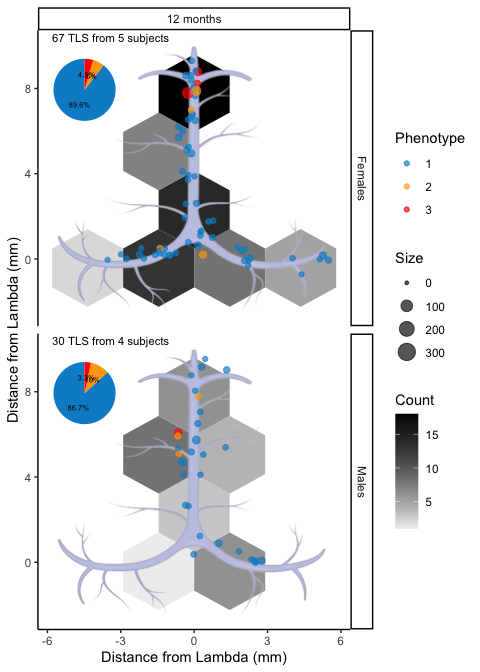 12 months
67 TLS from 5 subjects
89.6%
8
4
0
Females
30 TLS from 4 subjects
86.7%
8
4
0
Males
-6 -3 0 3 6
Distance from Lambda (mm)
Distance from Lambda (mm)
Phenotype
1
2
3
Size
0
100
200
300
Count
15
10
5